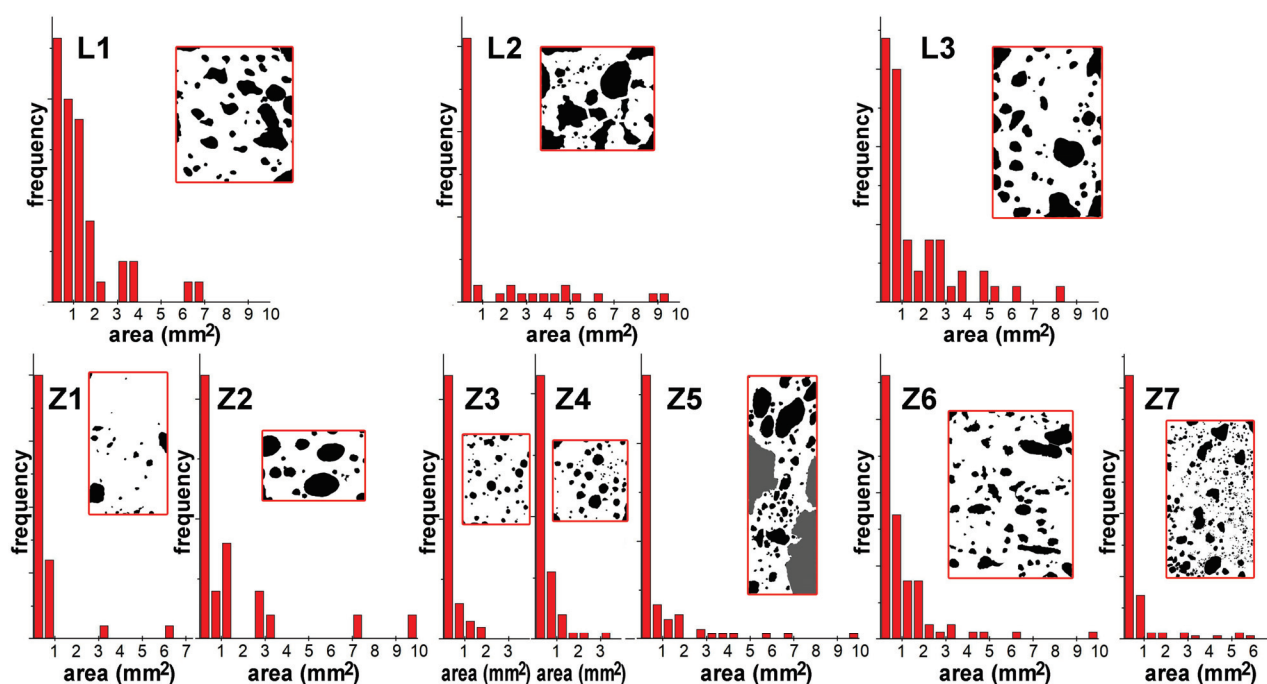 L1
frequency
1 2 3 4 5 6 7 8 9 10
area (mm²)
L2
frequency
1 2 3 4 5 6 7 8 9 10
area (mm²)
L3
frequency
1 2 3 4 5 6 7 8 9 10
area (mm²)
Z1
frequency
1 2 3 4 5 6 7
area (mm²)
Z2
frequency
1 2 3 4 5 6 7 8 9 10
area (mm²)
Z3
frequency
1 2 3
area (mm²)
Z4
1 2 3
area (mm²)
Z5
frequency
1 2 3 4 5 6 7 8 9 10
area (mm²)
Z6
frequency
1 2 3 4 5 6 7 8 9 10
area (mm²)
Z7
frequency
1 2 3 4 5 6
area (mm²)